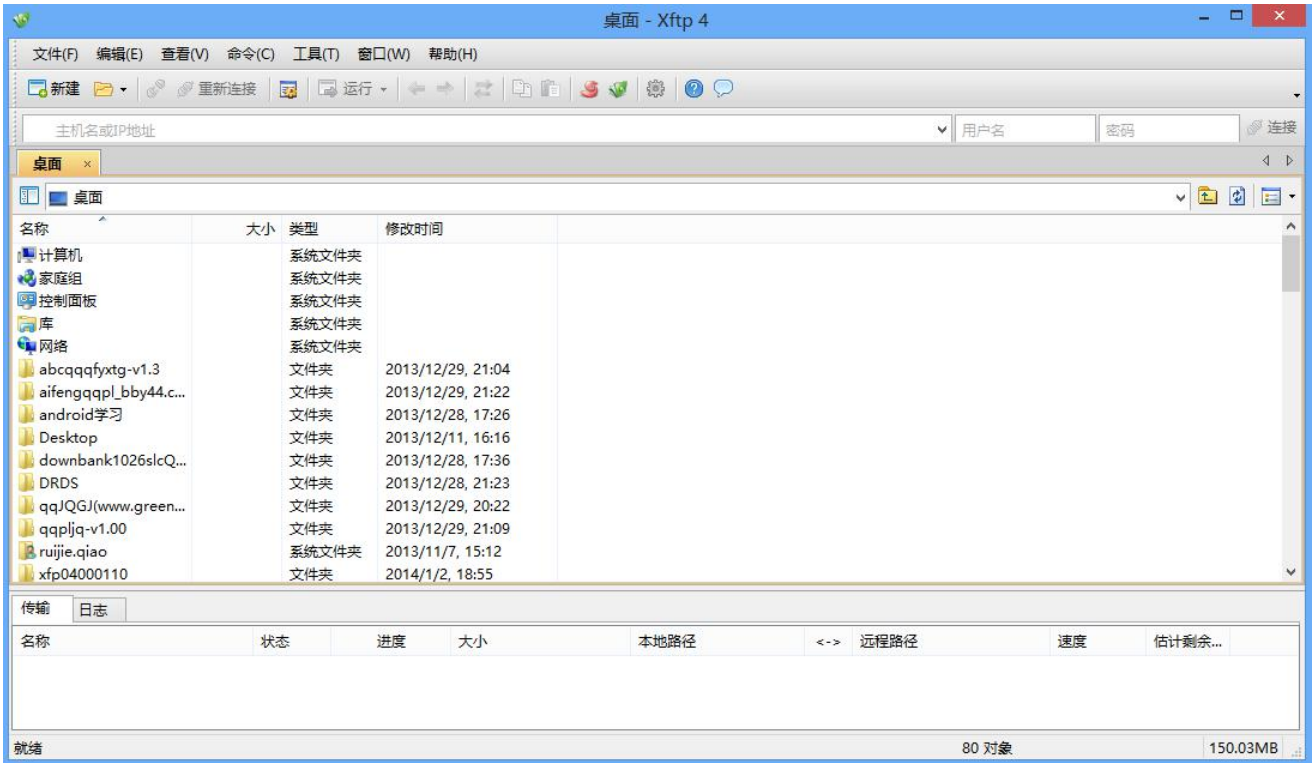 桌面 - Xftp 4
文件(F) 编辑(E) 查看(V) 命令(C) 工具(T) 窗口(W) 帮助(H)
新建 重新连接 运行
主机名或IP地址 用户名 密码 连接
桌面 ×
桌面
名称 大小 类型 修改时间
计算机 系统文件夹
家庭组 系统文件夹
控制面板 系统文件夹
库 系统文件夹
网络 系统文件夹
abcqqqfyxtg-v1.3 文件夹 2013/12/29, 21:04
aifengqqpl_bby44.c... 文件夹 2013/12/29, 21:22
android学习 文件夹 2013/12/28, 17:26
Desktop 文件夹 2013/12/11, 16:16
downbank1026slcQ... 文件夹 2013/12/28, 17:36
DRDS 文件夹 2013/12/28, 21:23
qqJQGJ(www.green... 文件夹 2013/12/29, 20:22
qqpljq-v1.00 文件夹 2013/12/29, 21:09
ruijie.qiao 系统文件夹 2013/11/7, 15:12
xfp04000110 文件夹 2014/1/2, 18:55
传输 日志
名称 状态 进度 大小 本地路径 <-> 远程路径 速度 估计剩余...
就绪 80 对象 150.03MB